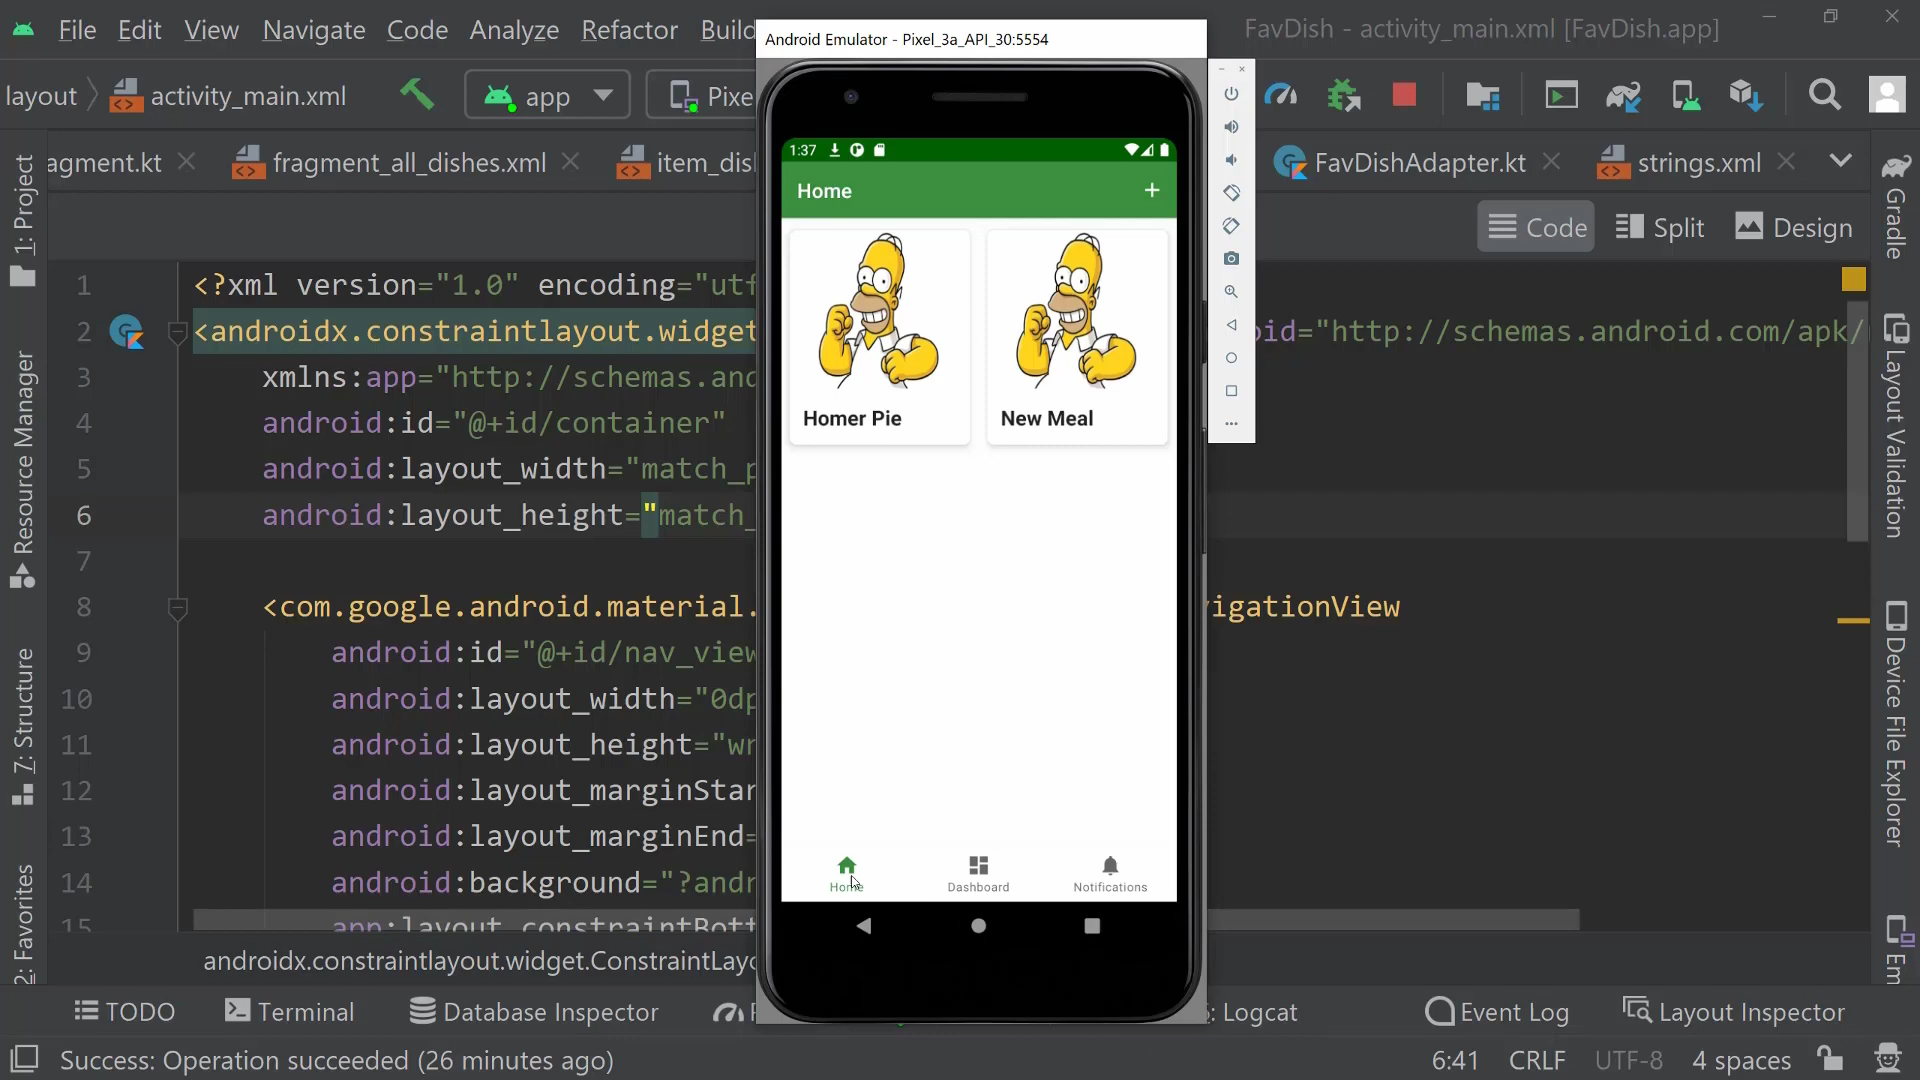 File Edit View Navigate Code Analyze Refactor Build
FavDish - activity_main.xml [FavDish.app]
Android Emulator - Pixel_3a_API_30:5554
layout activity_main.xml app Pixe
agment.kt fragment_all_dishes.xml item_dis FavDishAdapter.kt strings.xml
Code Split Design
1: Project
Resource Manager
7: Structure
2: Favorites
1 <?xml version="1.0" encoding="utf
2 <androidx.constraintlayout.widget oid="http://schemas.android.com/apk/
3 xmlns:app="http://schemas.and
4 android:id="@+id/container"
5 android:layout_width="match_p
6 android:layout_height="match_
7
8 <com.google.android.material. vigationView
9 android:id="@+id/nav_view
10 android:layout_width="0dp
11 android:layout_height="wr
12 android:layout_marginStar
13 android:layout_marginEnd=
14 android:background="?andr
15 app:layout_constraintBott
androidx.constraintlayout.widget.ConstraintLayo
1:37
Home +
Homer Pie
New Meal
Home
Dashboard
Notifications
Gradle
Layout Validation
Device File Explorer
Em
TODO Terminal Database Inspector Logcat Event Log Layout Inspector
Success: Operation succeeded (26 minutes ago)
6:41 CRLF UTF-8 4 spaces